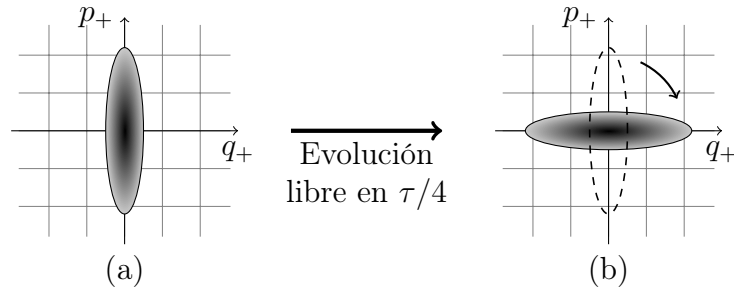 p₊ p₊
q₊ q₊
Evolución
libre en τ/4
(a) (b)